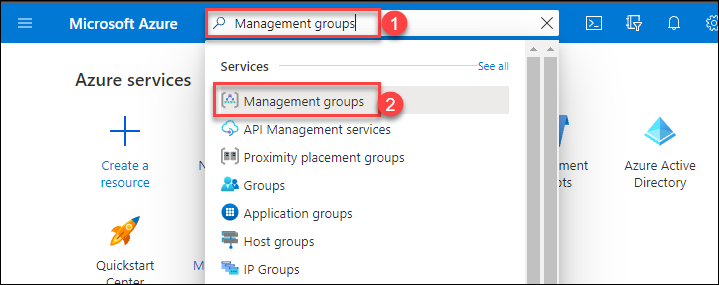 Microsoft Azure
Management groups
1
Azure services
Services
See all
Management groups
2
API Management services
Proximity placement groups
Groups
Application groups
Host groups
IP Groups
Create a
resource
Quickstart
Center
Azure Active
Directory